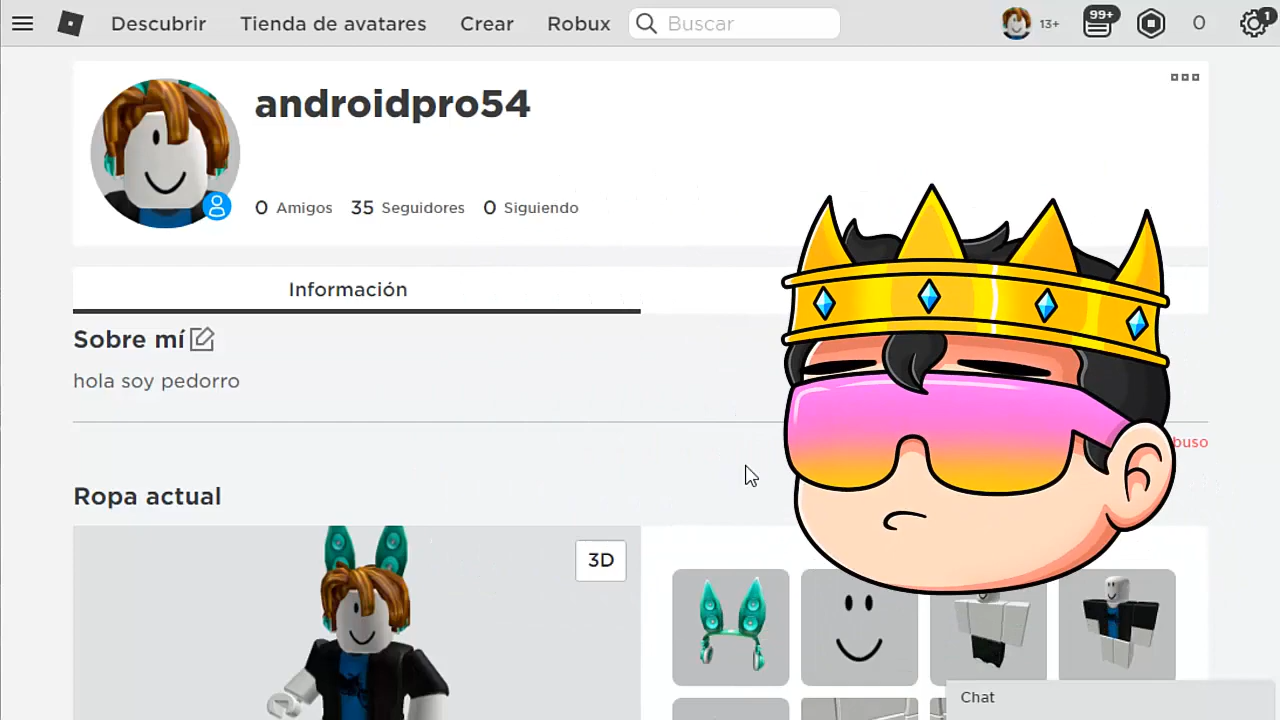 Descubrir Tienda de avatares Crear Robux Buscar 13+ 99+ 0 1
androidpro54
0 Amigos 35 Seguidores 0 Siguiendo
Información
Sobre mí
hola soy pedorro
buso
Ropa actual
3D
Chat